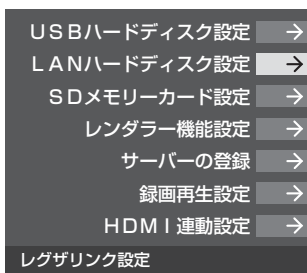 USBハードディスク設定 →
LANハードディスク設定 →
SDメモリーカード設定 →
レンダラー機能設定 →
サーバーの登録 →
録画再生設定 →
HDMI連動設定 →
レグザリンク設定